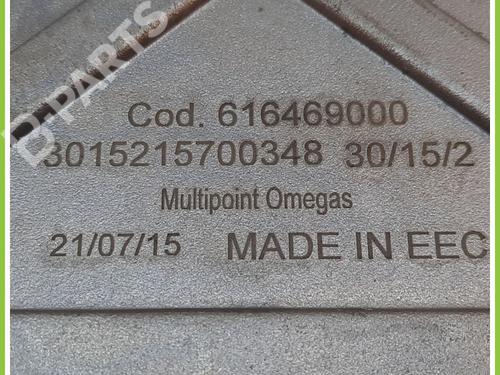 B-PARTS
Cod. 616469000
3015215700348 30/15/2
Multipoint Omegas
21/07/15 MADE IN EEC